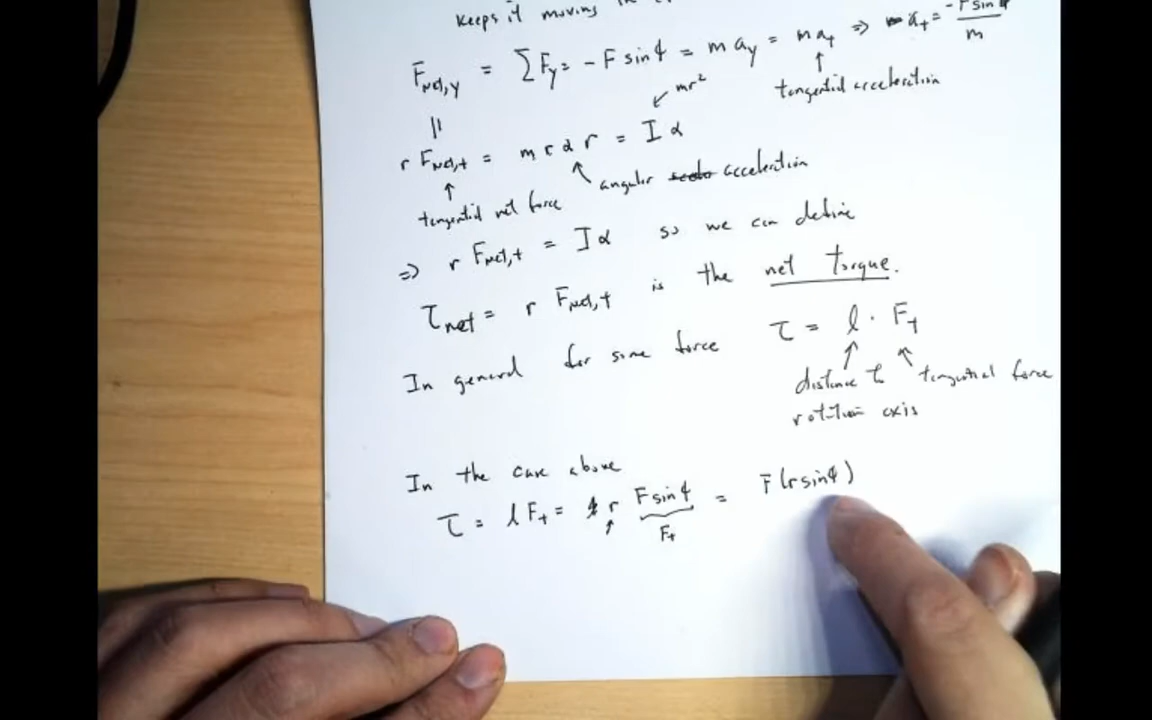 keeps it moving in
F_Net,y = ∑F_y = - F sin ϕ = m a_y = m a_t ⇒ a_t = -F sin ϕ / m
|| mr² tangential acceleration
r F_Net,t = m r α r = I α
tangential net force angular acceleration
⇒ r F_Net,t = I α so we can define
τ_net = r F_Net,t is the net torque.
In general for some force τ = l · F_t
distance to tangential force
rotation axis
In the case above
τ = l F_t = r F sin ϕ = F (r sin ϕ)
F_t